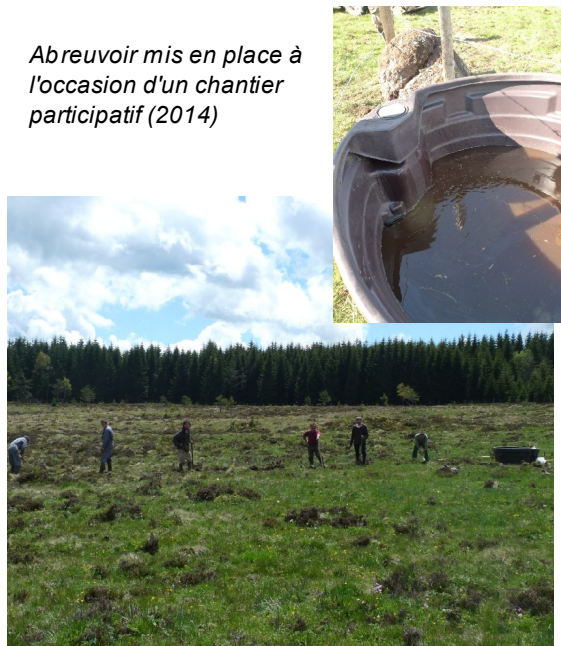 Abreuvoir mis en place à
l'occasion d'un chantier
participatif (2014)